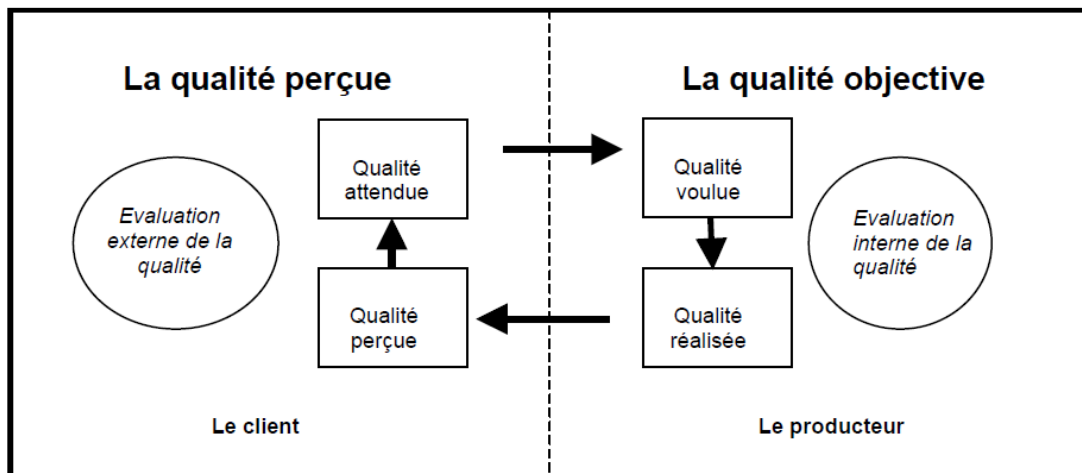 La qualité perçue
La qualité objective
Qualité
attendue
Qualité
voulue
Evaluation
externe de la
qualité
Evaluation
interne de la
qualité
Qualité
perçue
Qualité
réalisée
Le client
Le producteur